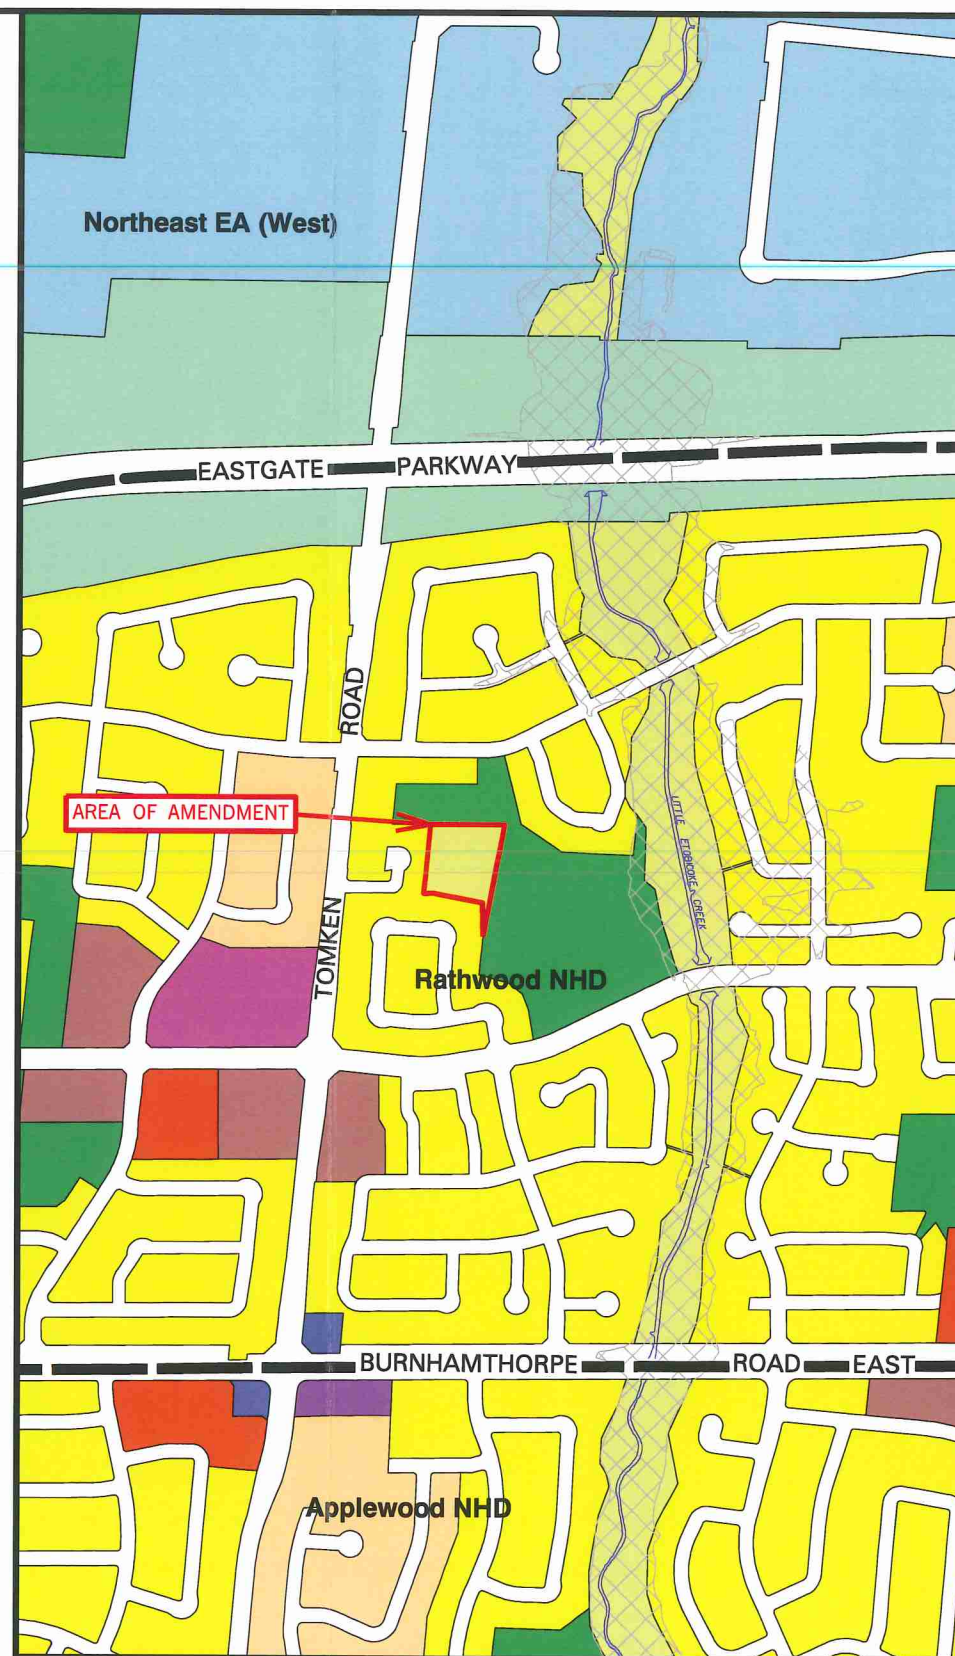 Northeast EA (West)
EASTGATE PARKWAY
ROAD
AREA OF AMENDMENT
LITTLE ETOBICOKE CREEK
TOMKEN
Rathwood NHD
BURNHAMTHORPE ROAD EAST
Applewood NHD